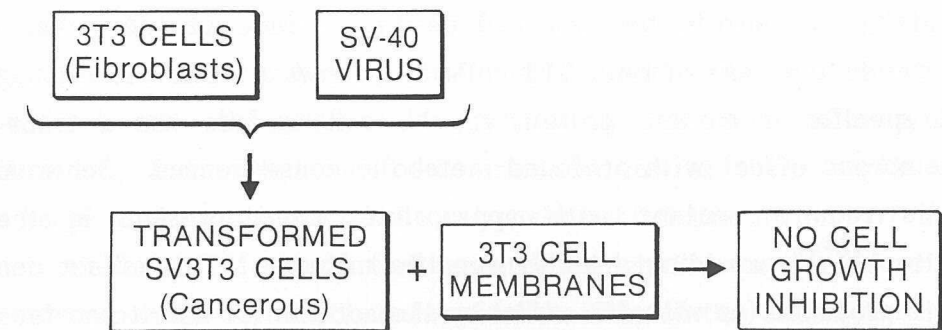 3T3 CELLS
(Fibroblasts)
SV-40
VIRUS
TRANSFORMED
SV3T3 CELLS
(Cancerous)
+
3T3 CELL
MEMBRANES
NO CELL
GROWTH
INHIBITION